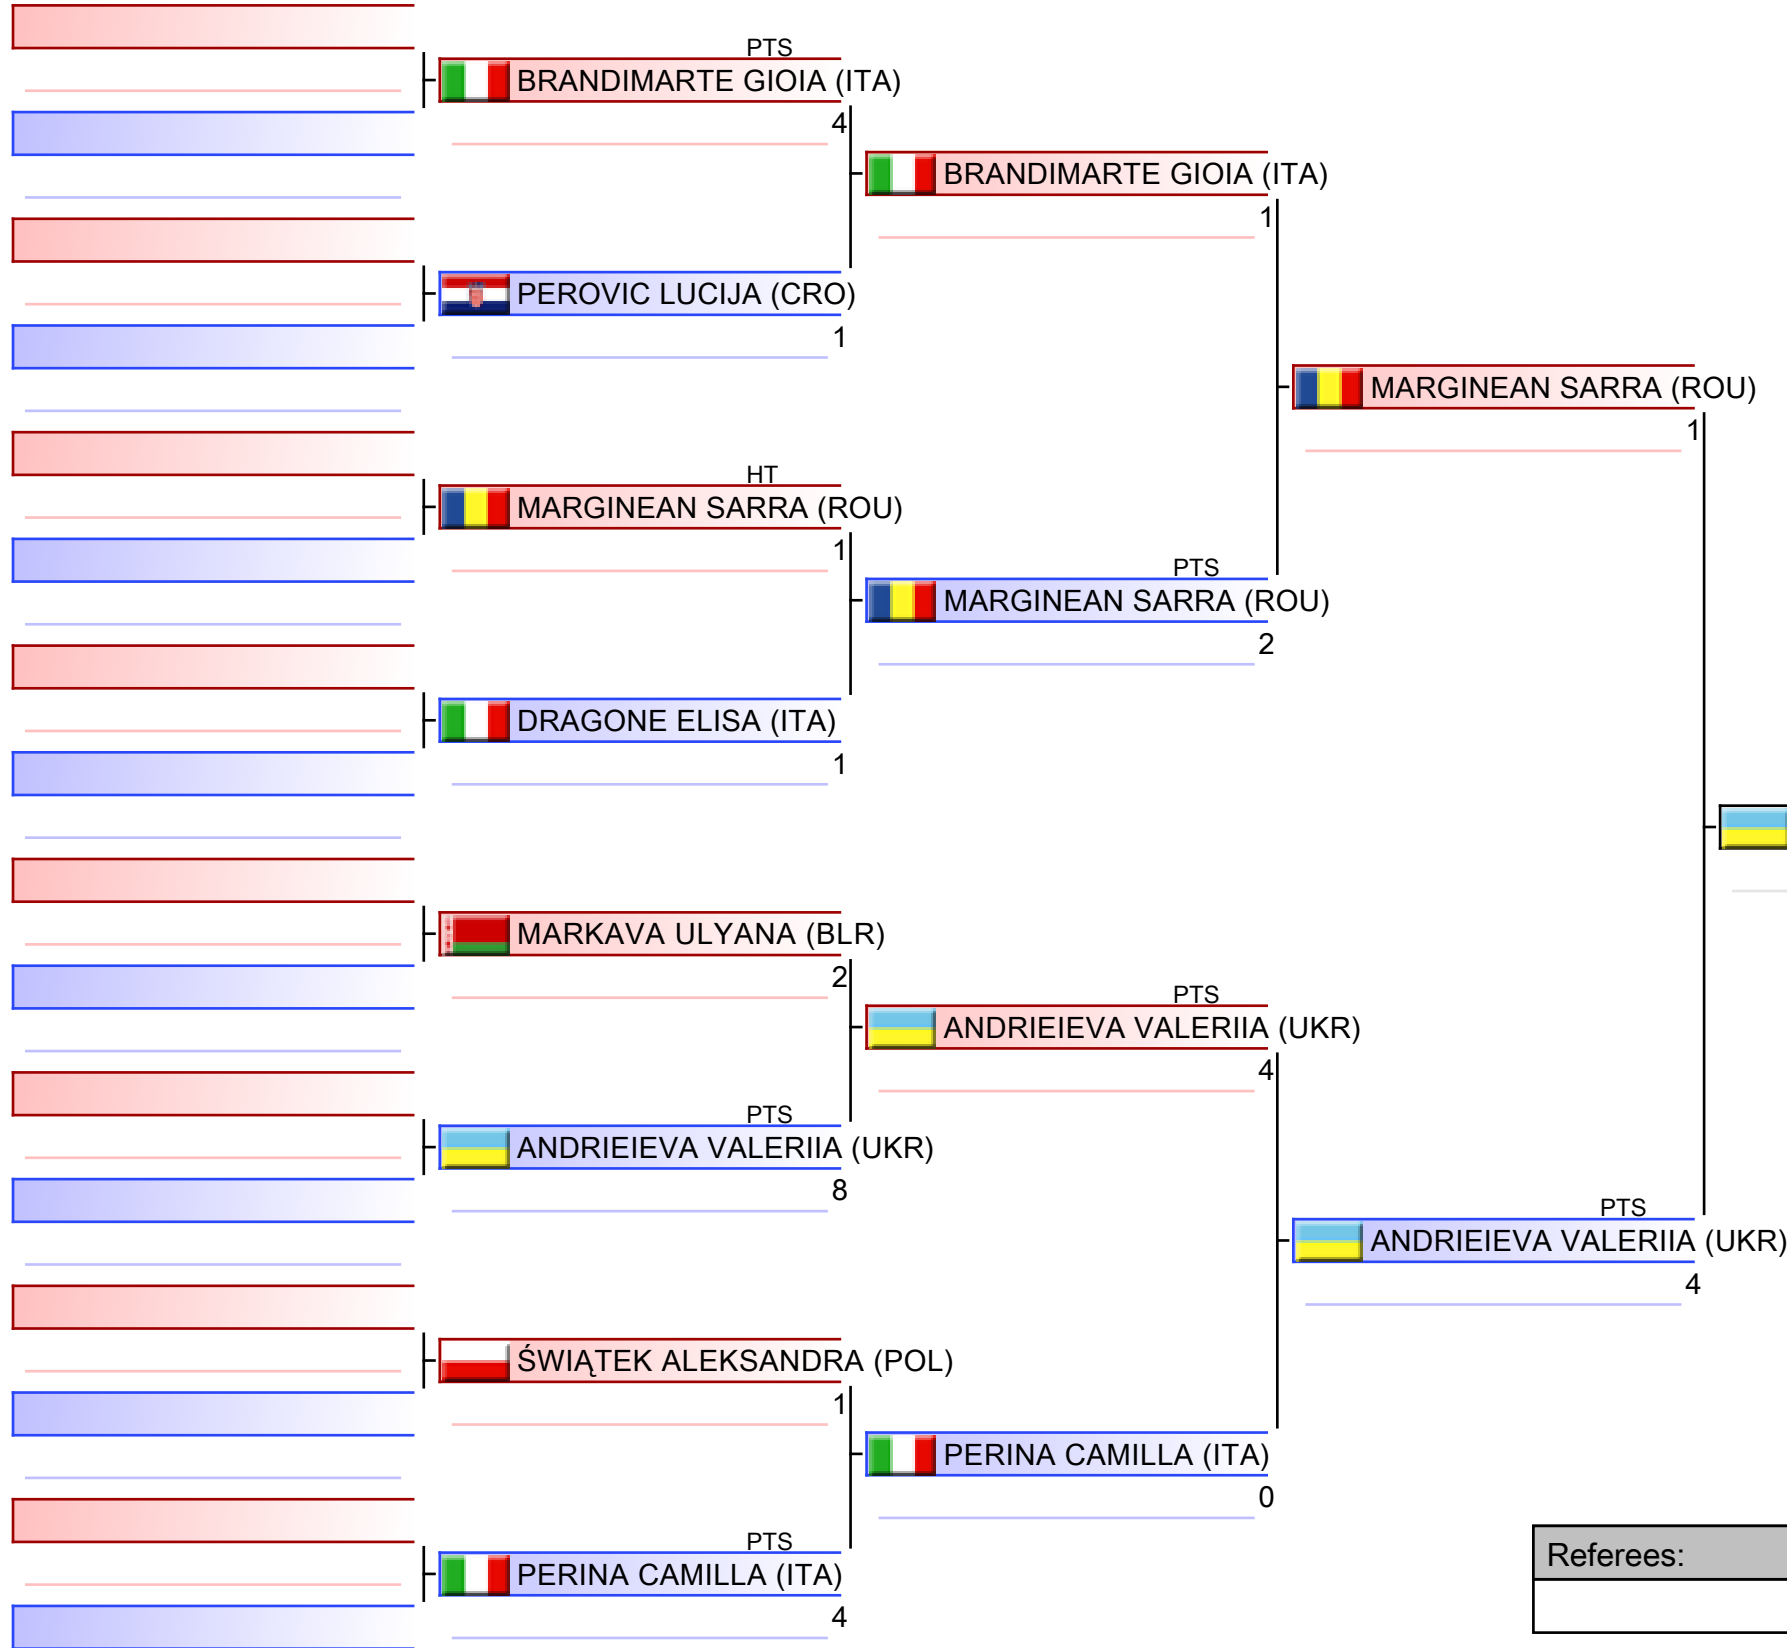 PTS
BRANDIMARTE GIOIA (ITA)
4
BRANDIMARTE GIOIA (ITA)
1
PEROVIC LUCIJA (CRO)
1
MARGINEAN SARRA (ROU)
1
HT
MARGINEAN SARRA (ROU)
1
PTS
MARGINEAN SARRA (ROU)
2
DRAGONE ELISA (ITA)
1
MARKAVA ULYANA (BLR)
2
PTS
ANDRIEIEVA VALERIIA (UKR)
4
PTS
ANDRIEIEVA VALERIIA (UKR)
8
PTS
ANDRIEIEVA VALERIIA (UKR)
4
ŚWIĄTEK ALEKSANDRA (POL)
1
PERINA CAMILLA (ITA)
0
PTS
PERINA CAMILLA (ITA)
4
Referees: